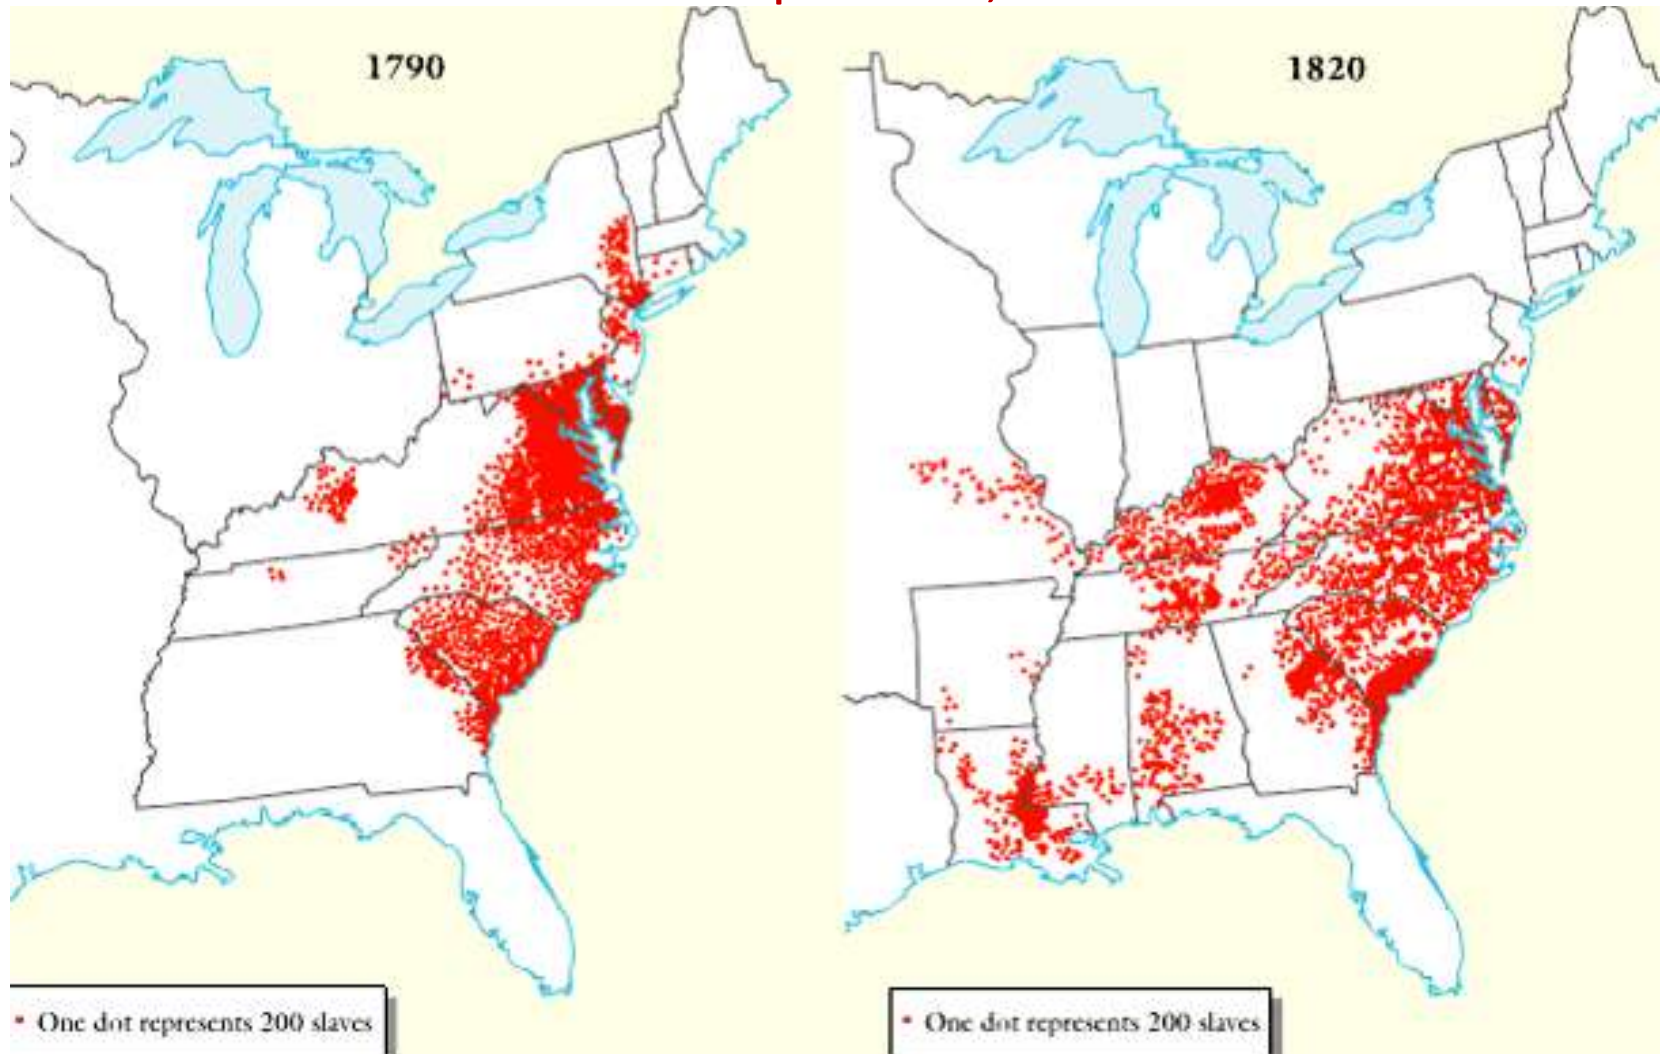 1790
1820
One dot represents 200 slaves
One dot represents 200 slaves